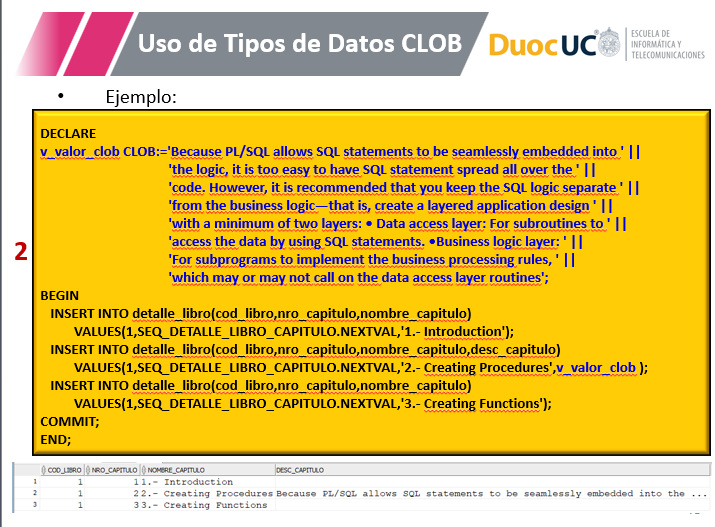 Uso de Tipos de Datos CLOB
DuocUC
ESCUELA DE
INFORMÁTICA Y
TELECOMUNICACIONES
• Ejemplo:
2
DECLARE
v_valor_clob CLOB:='Because PL/SQL allows SQL statements to be seamlessly embedded into ' ||
'the logic, it is too easy to have SQL statement spread all over the ' ||
'code. However, it is recommended that you keep the SQL logic separate ' ||
'from the business logic—that is, create a layered application design ' ||
'with a minimum of two layers: • Data access layer: For subroutines to ' ||
'access the data by using SQL statements. •Business logic layer: ' ||
'For subprograms to implement the business processing rules, ' ||
'which may or may not call on the data access layer routines';
BEGIN
INSERT INTO detalle_libro(cod_libro,nro_capitulo,nombre_capitulo)
VALUES(1,SEQ_DETALLE_LIBRO_CAPITULO.NEXTVAL,'1.- Introduction');
INSERT INTO detalle_libro(cod_libro,nro_capitulo,nombre_capitulo,desc_capitulo)
VALUES(1,SEQ_DETALLE_LIBRO_CAPITULO.NEXTVAL,'2.- Creating Procedures',v_valor_clob );
INSERT INTO detalle_libro(cod_libro,nro_capitulo,nombre_capitulo)
VALUES(1,SEQ_DETALLE_LIBRO_CAPITULO.NEXTVAL,'3.- Creating Functions');
COMMIT;
END;
COD_LIBRO NRO_CAPITULO NOMBRE_CAPITULO DESC_CAPITULO
1 1 1 1.- Introduction
2 1 2 2.- Creating Procedures Because PL/SQL allows SQL statements to be seamlessly embedded into the ...
3 1 3 3.- Creating Functions